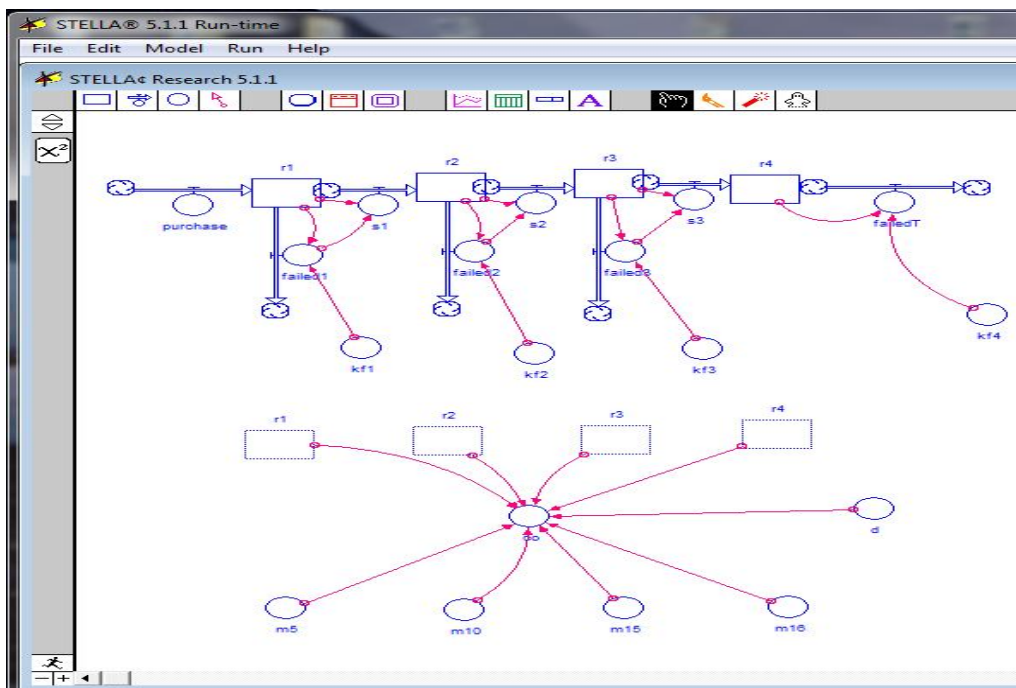 STELLA® 5.1.1 Run-time
File Edit Model Run Help
STELLA¢ Research 5.1.1
x²
A
r1 r2 r3 r4
purchase s1 s2 s3 failedT
failed1 failed2 failed3
kf1 kf2 kf3 kf4
r1 r2 r3 r4
d
m5 m10 m15 m16